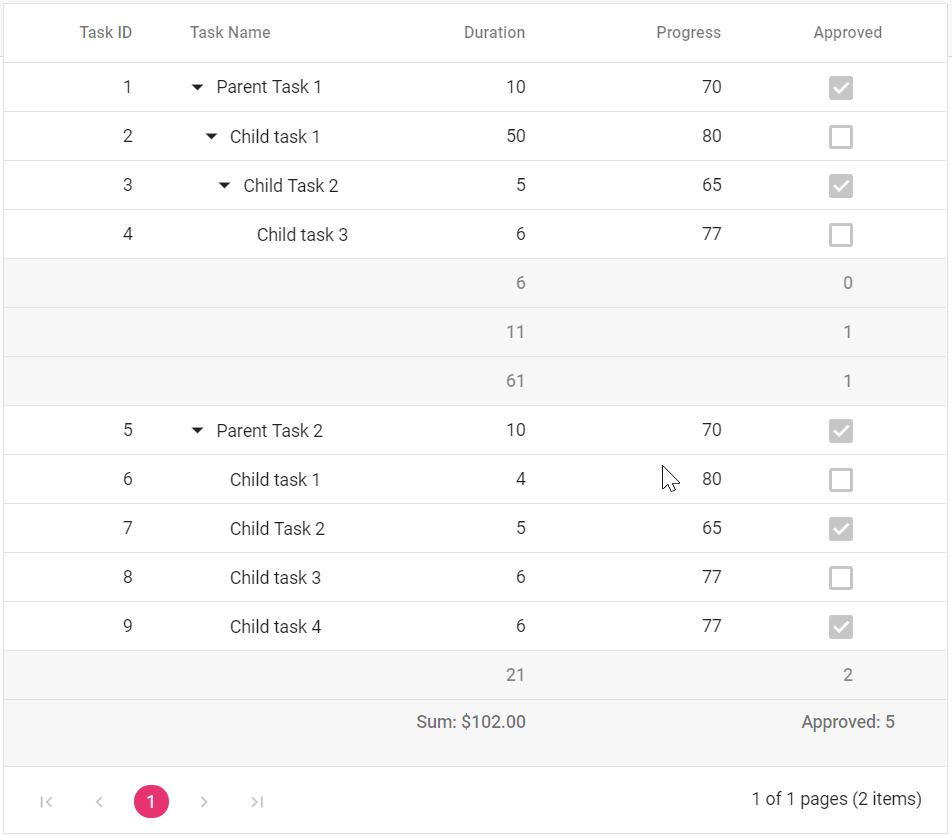 Task ID Task Name Duration Progress Approved
1 Parent Task 1 10 70
2 Child task 1 50 80
3 Child Task 2 5 65
4 Child task 3 6 77
6 0
11 1
61 1
5 Parent Task 2 10 70
6 Child task 1 4 80
7 Child Task 2 5 65
8 Child task 3 6 77
9 Child task 4 6 77
21 2
Sum: $102.00 Approved: 5
1 1 of 1 pages (2 items)